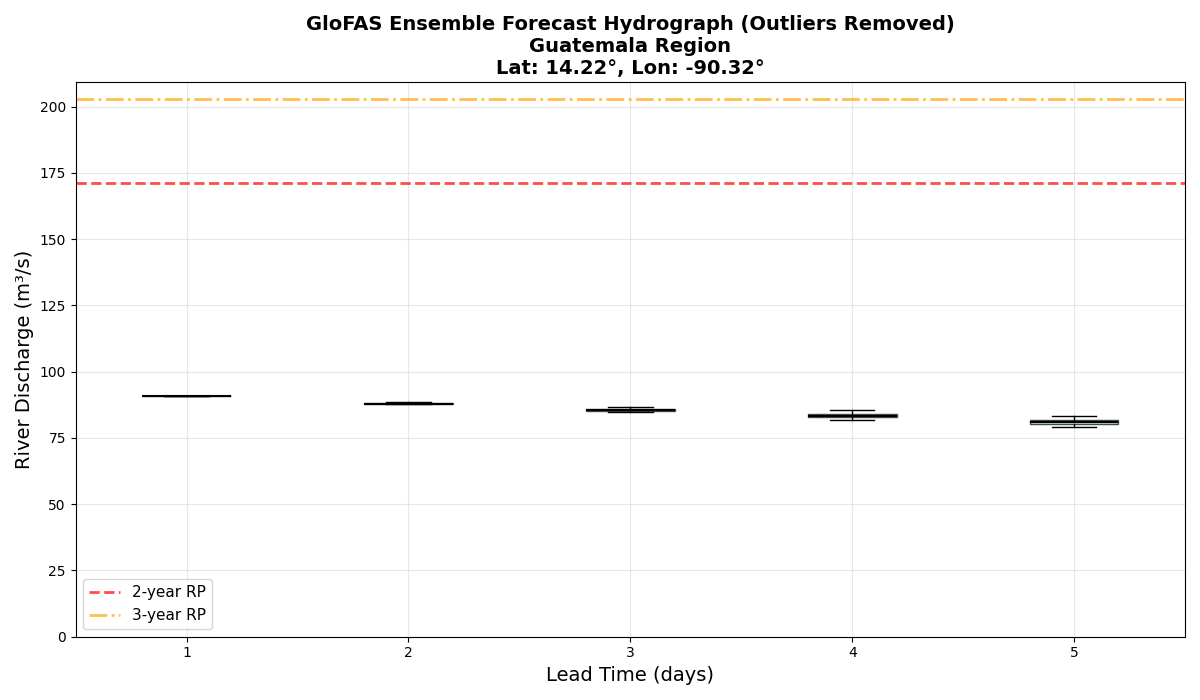 GloFAS Ensemble Forecast Hydrograph (Outliers Removed)
Guatemala Region
Lat: 14.22°, Lon: -90.32°
River Discharge (m³/s)
200
175
150
125
100
75
50
25
0
2-year RP
3-year RP
1 2 3 4 5
Lead Time (days)